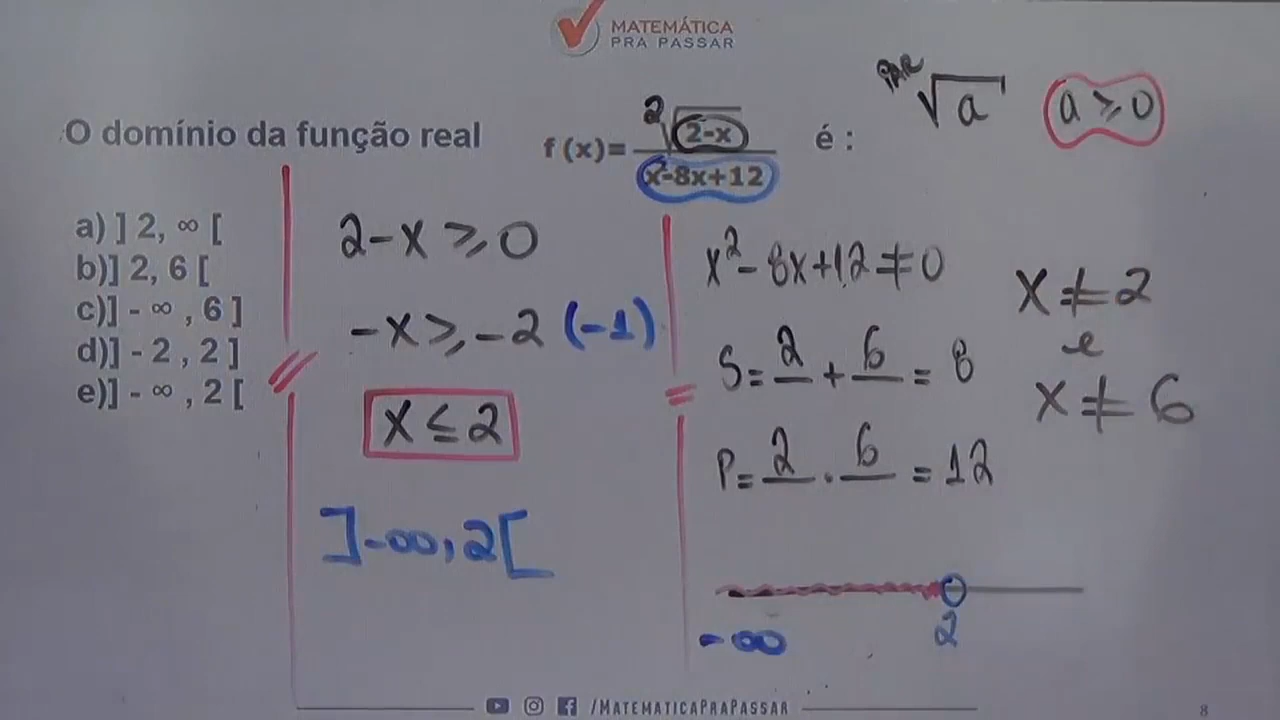 MATEMÁTICA
PRA PASSAR
O domínio da função real f (x)= 2√2-x / x²-8x+12 é :
PAR √a a ≥ 0
a) ] 2, ∞ [
b)] 2, 6 [
c)] - ∞ , 6 ]
d)] - 2 , 2 ]
e)] - ∞ , 2 [
2-x ≥ 0
-x ≥ -2 (-1)
x ≤ 2
]-∞, 2[
x² - 8x + 12 ≠ 0
S = 2 + 6 = 8
P = 2 . 6 = 12
x ≠ 2
e
x ≠ 6
-∞ 2
/MATEMATICAPRAPASSAR
8